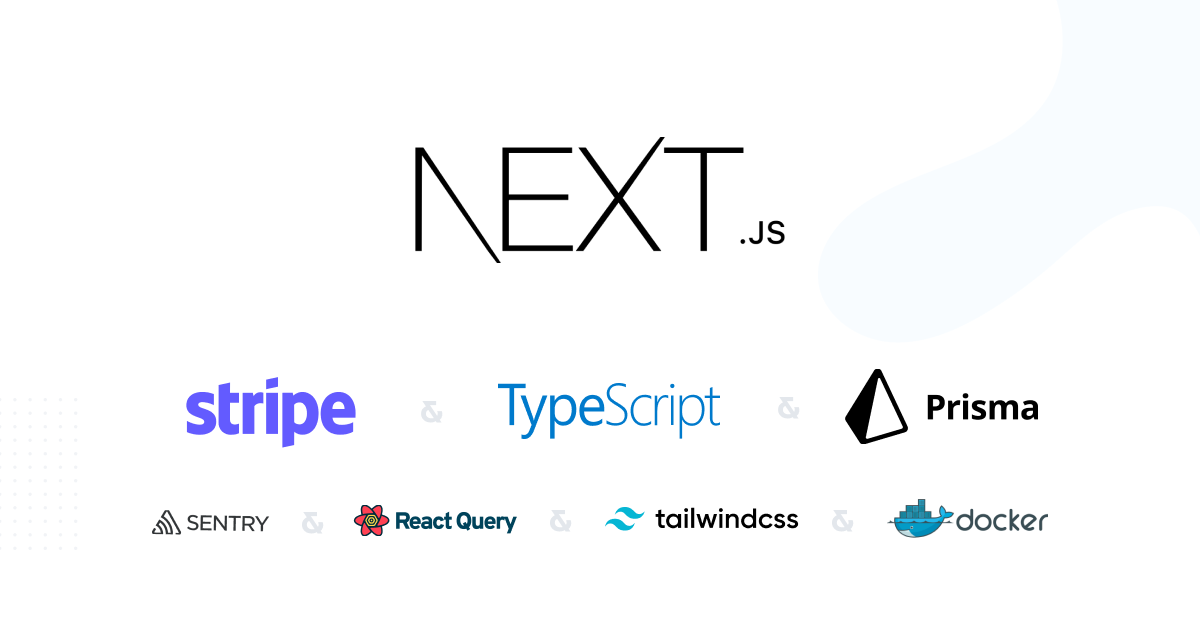 NEXT.JS
stripe & TypeScript & Prisma
SENTRY & React Query & tailwindcss & docker